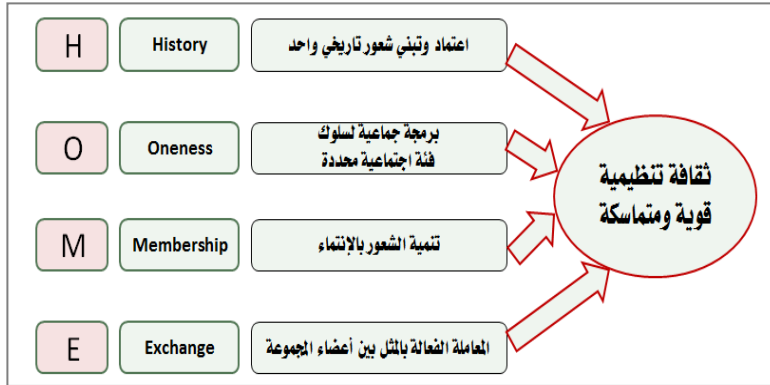 H
History
اعتماد وتبني شعور تاريخي واحد
O
Oneness
برمجة جماعية لسلوك
فئة اجتماعية محددة
M
Membership
تنمية الشعور بالإنتماء
E
Exchange
المعاملة الفعالة بالمثل بين أعضاء المجموعة
ثقافة تنظيمية
قوية ومتماسكة